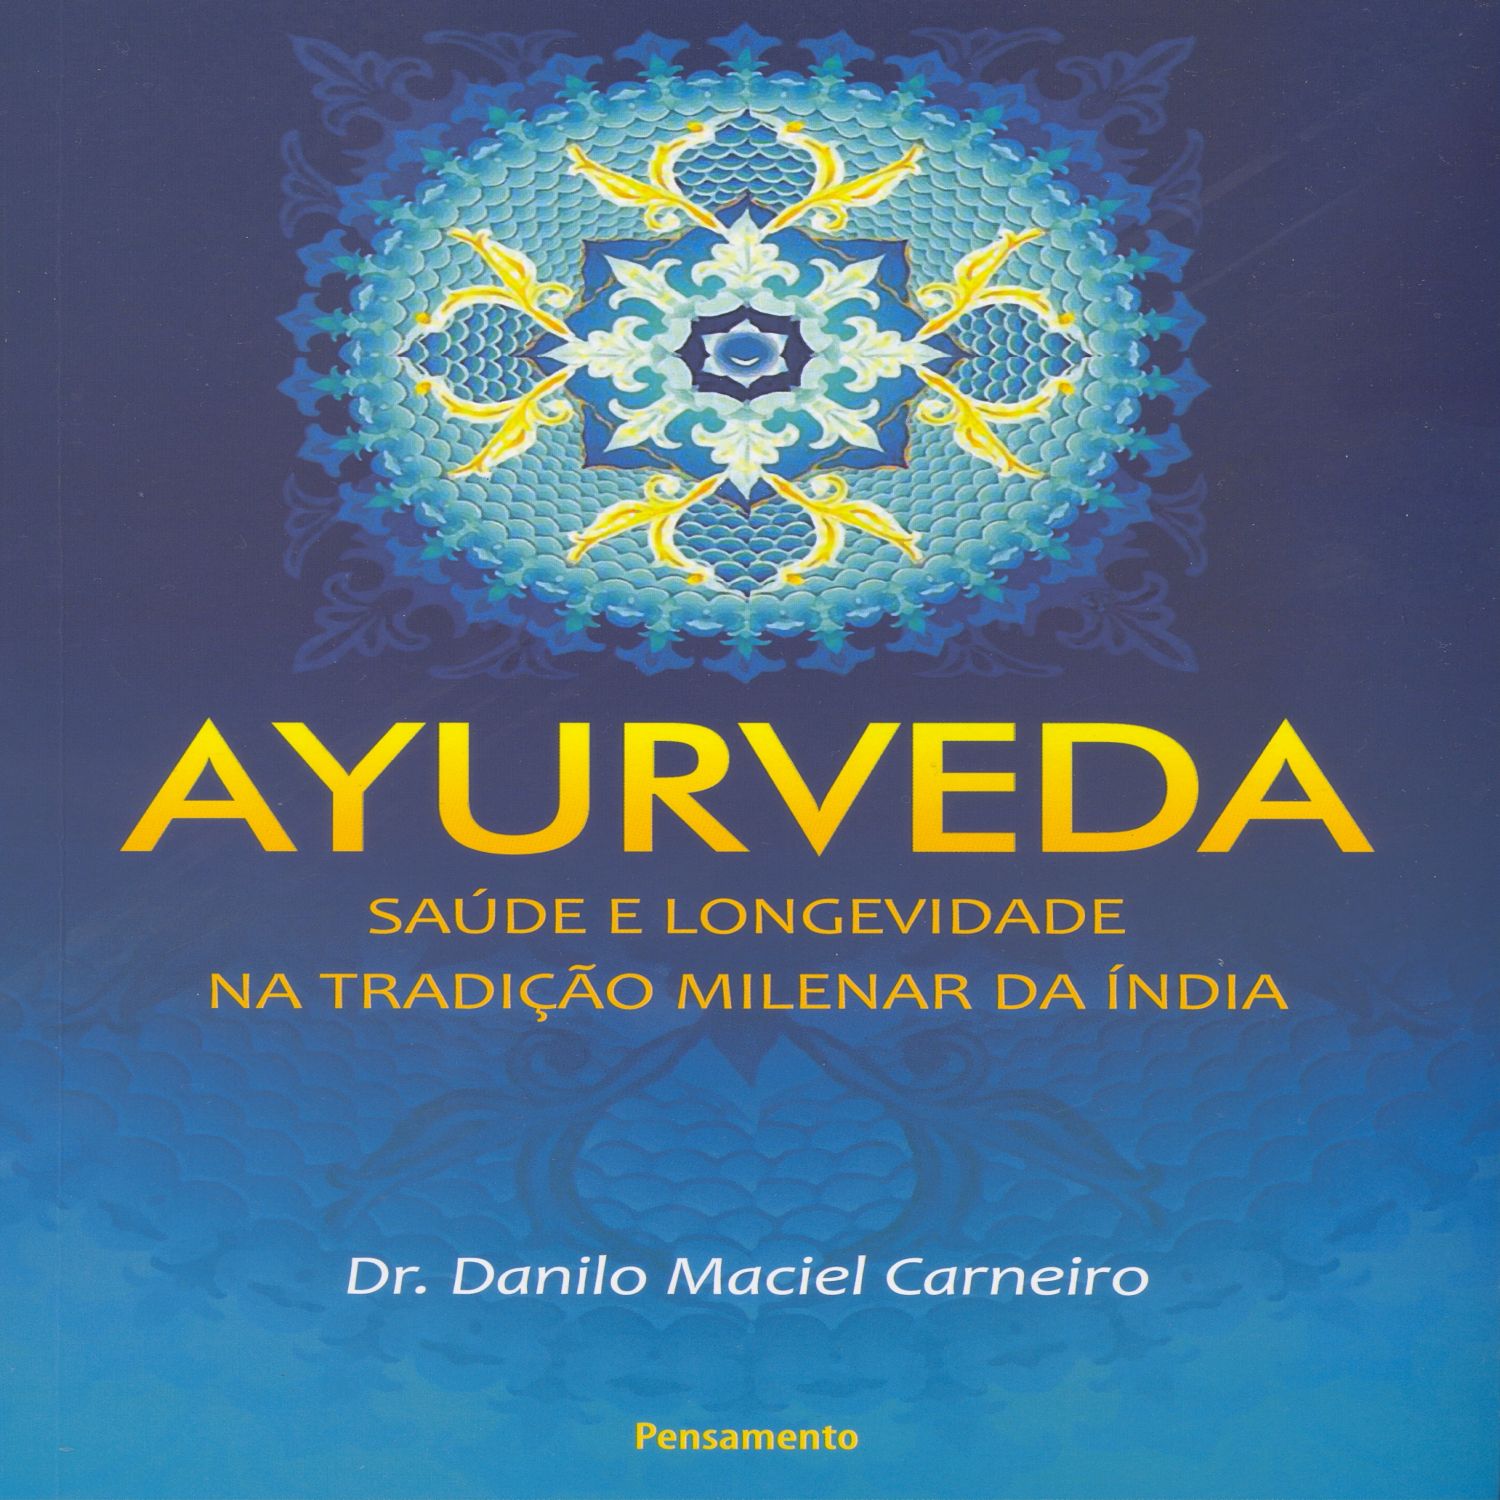 AYURVEDA
SAÚDE E LONGEVIDADE
NA TRADIÇÃO MILENAR DA ÍNDIA
Dr. Danilo Maciel Carneiro
Pensamento